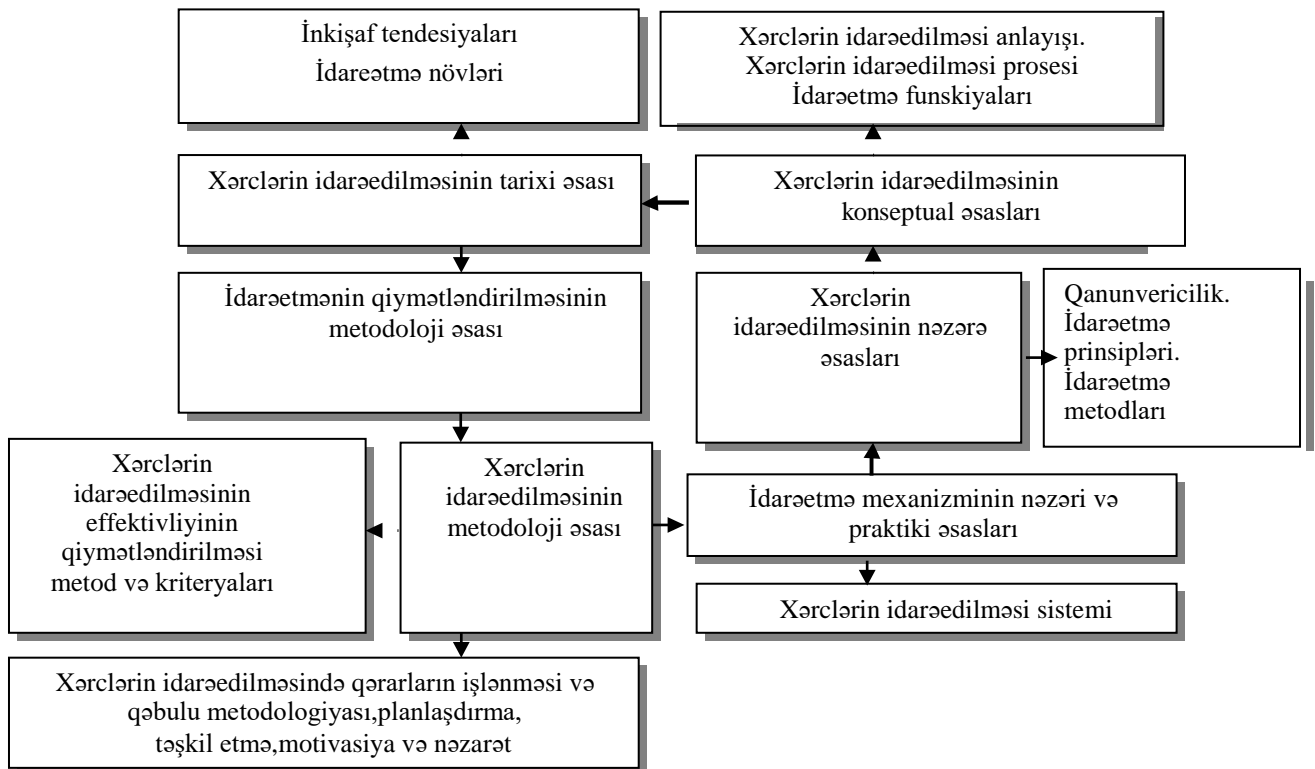 İnkişaf tendesiyaları
İdareətmə növləri
Xərclərin idarəedilməsi anlayışı.
Xərclərin idarəedilməsi prosesi
İdarəetmə funskiyaları
Xərclərin idarəedilməsinin tarixi əsası
Xərclərin idarəedilməsinin
konseptual əsasları
İdarəetmənin qiymətləndirilməsinin
metodoloji əsası
Xərclərin
idarəedilməsinin nəzərə
əsasları
Qanunvericilik.
İdarəetmə
prinsipləri.
İdarəetmə
metodları
Xərclərin
idarəedilməsinin
effektivliyinin
qiymətləndirilməsi
metod və kriteryaları
Xərclərin
idarəedilməsinin
metodoloji əsası
İdarəetmə mexanizminin nəzəri və
praktiki əsasları
Xərclərin idarəedilməsi sistemi
Xərclərin idarəedilməsində qərarların işlənməsi və
qəbulu metodologiyası,planlaşdırma,
təşkil etmə,motivasiya və nəzarət